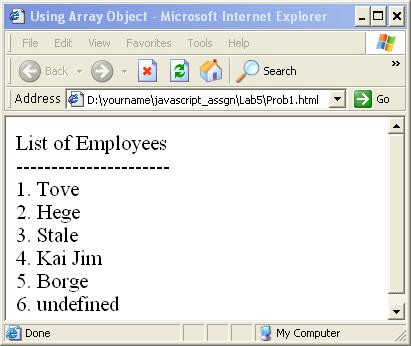 Using Array Object - Microsoft Internet Explorer
File Edit View Favorites Tools Help
Back Search »
Address D:\yourname\javascript_assgn\Lab5\Prob1.html Go
List of Employees
----------------------
1. Tove
2. Hege
3. Stale
4. Kai Jim
5. Borge
6. undefined
Done My Computer